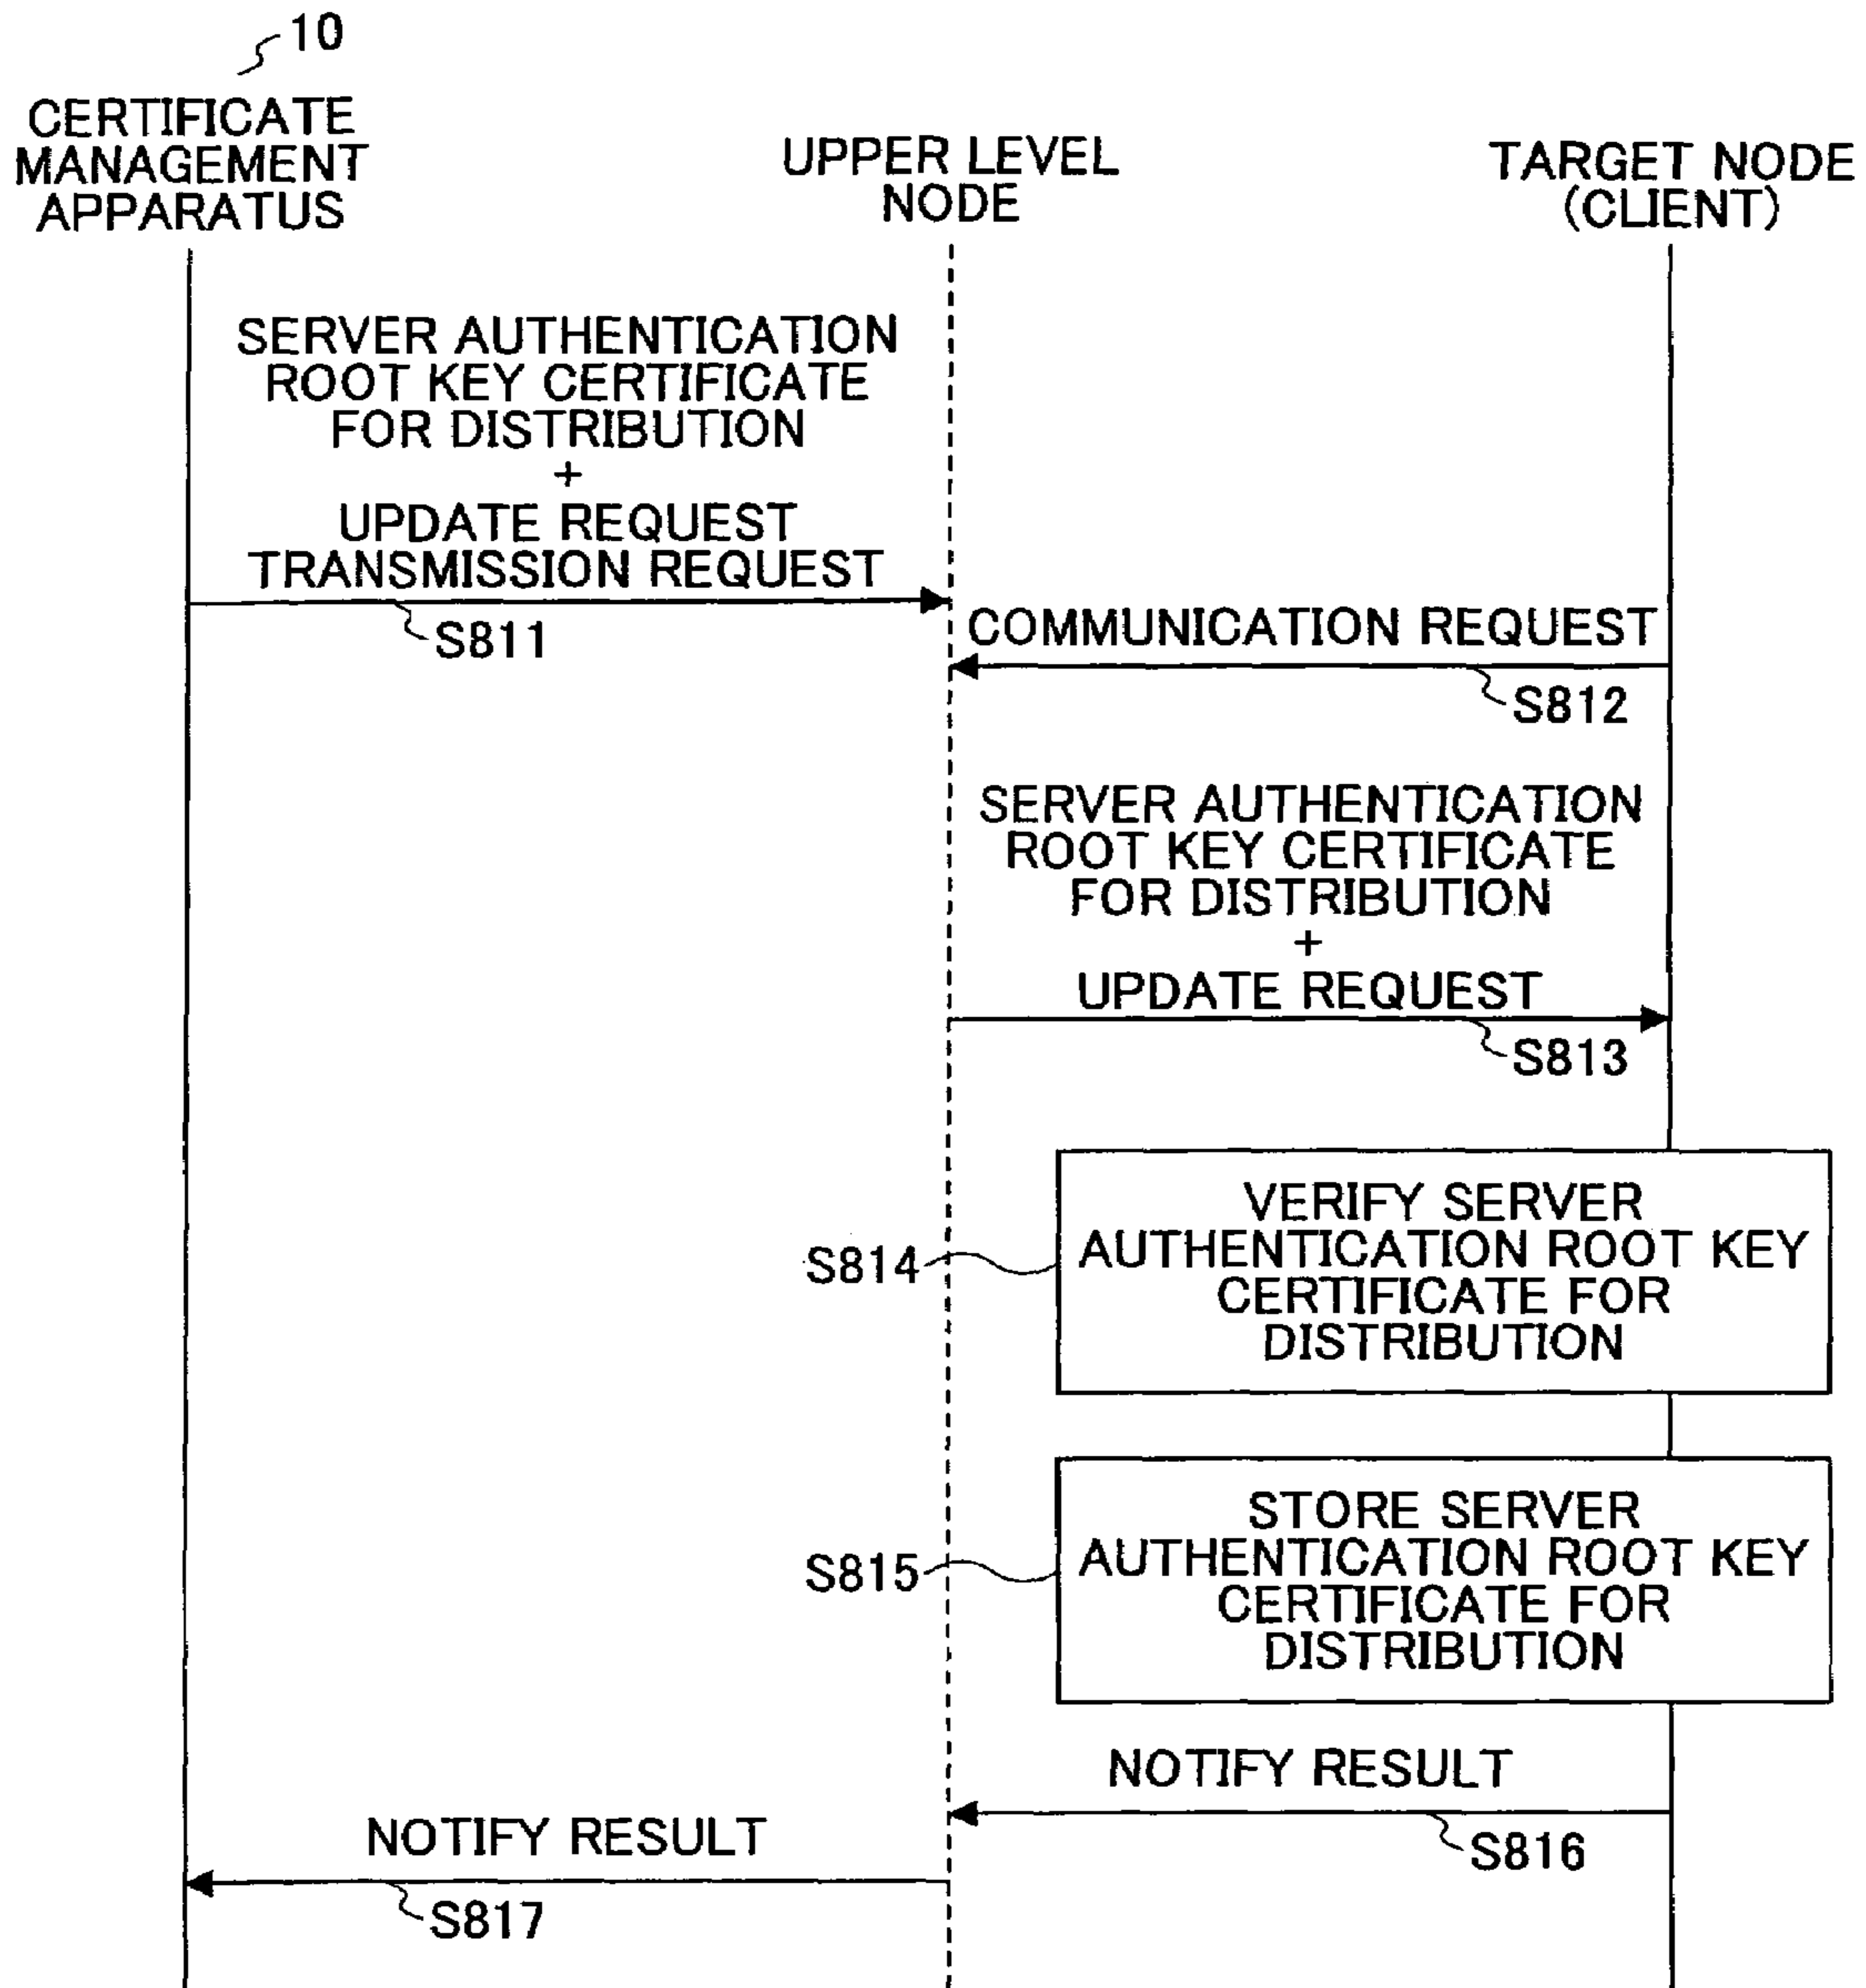 10
CERTIFICATE
MANAGEMENT
APPARATUS
UPPER LEVEL
NODE
TARGET NODE
(CLIENT)
SERVER AUTHENTICATION
ROOT KEY CERTIFICATE
FOR DISTRIBUTION
+
UPDATE REQUEST
TRANSMISSION REQUEST
S811
COMMUNICATION REQUEST
S812
SERVER AUTHENTICATION
ROOT KEY CERTIFICATE
FOR DISTRIBUTION
+
UPDATE REQUEST
S813
S814
VERIFY SERVER
AUTHENTICATION ROOT KEY
CERTIFICATE FOR
DISTRIBUTION
S815
STORE SERVER
AUTHENTICATION ROOT KEY
CERTIFICATE FOR
DISTRIBUTION
NOTIFY RESULT
S816
NOTIFY RESULT
S817